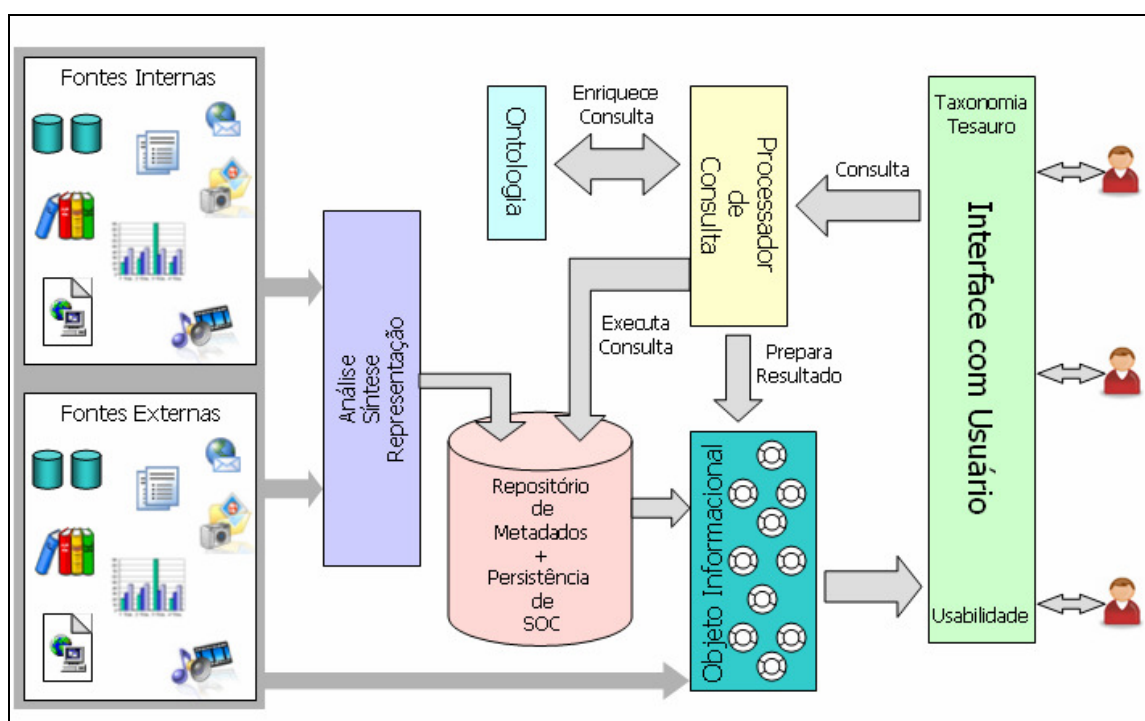 Fontes Internas
Fontes Externas
Análise
Síntese
Representação
Ontologia
Enriquece
Consulta
Processador
de
Consulta
Consulta
Executa
Consulta
Prepara
Resultado
Repositório
de
Metadados
+
Persistência
de
SOC
Objeto Informacional
Taxonomia
Tesauro
Interface com Usuário
Usabilidade